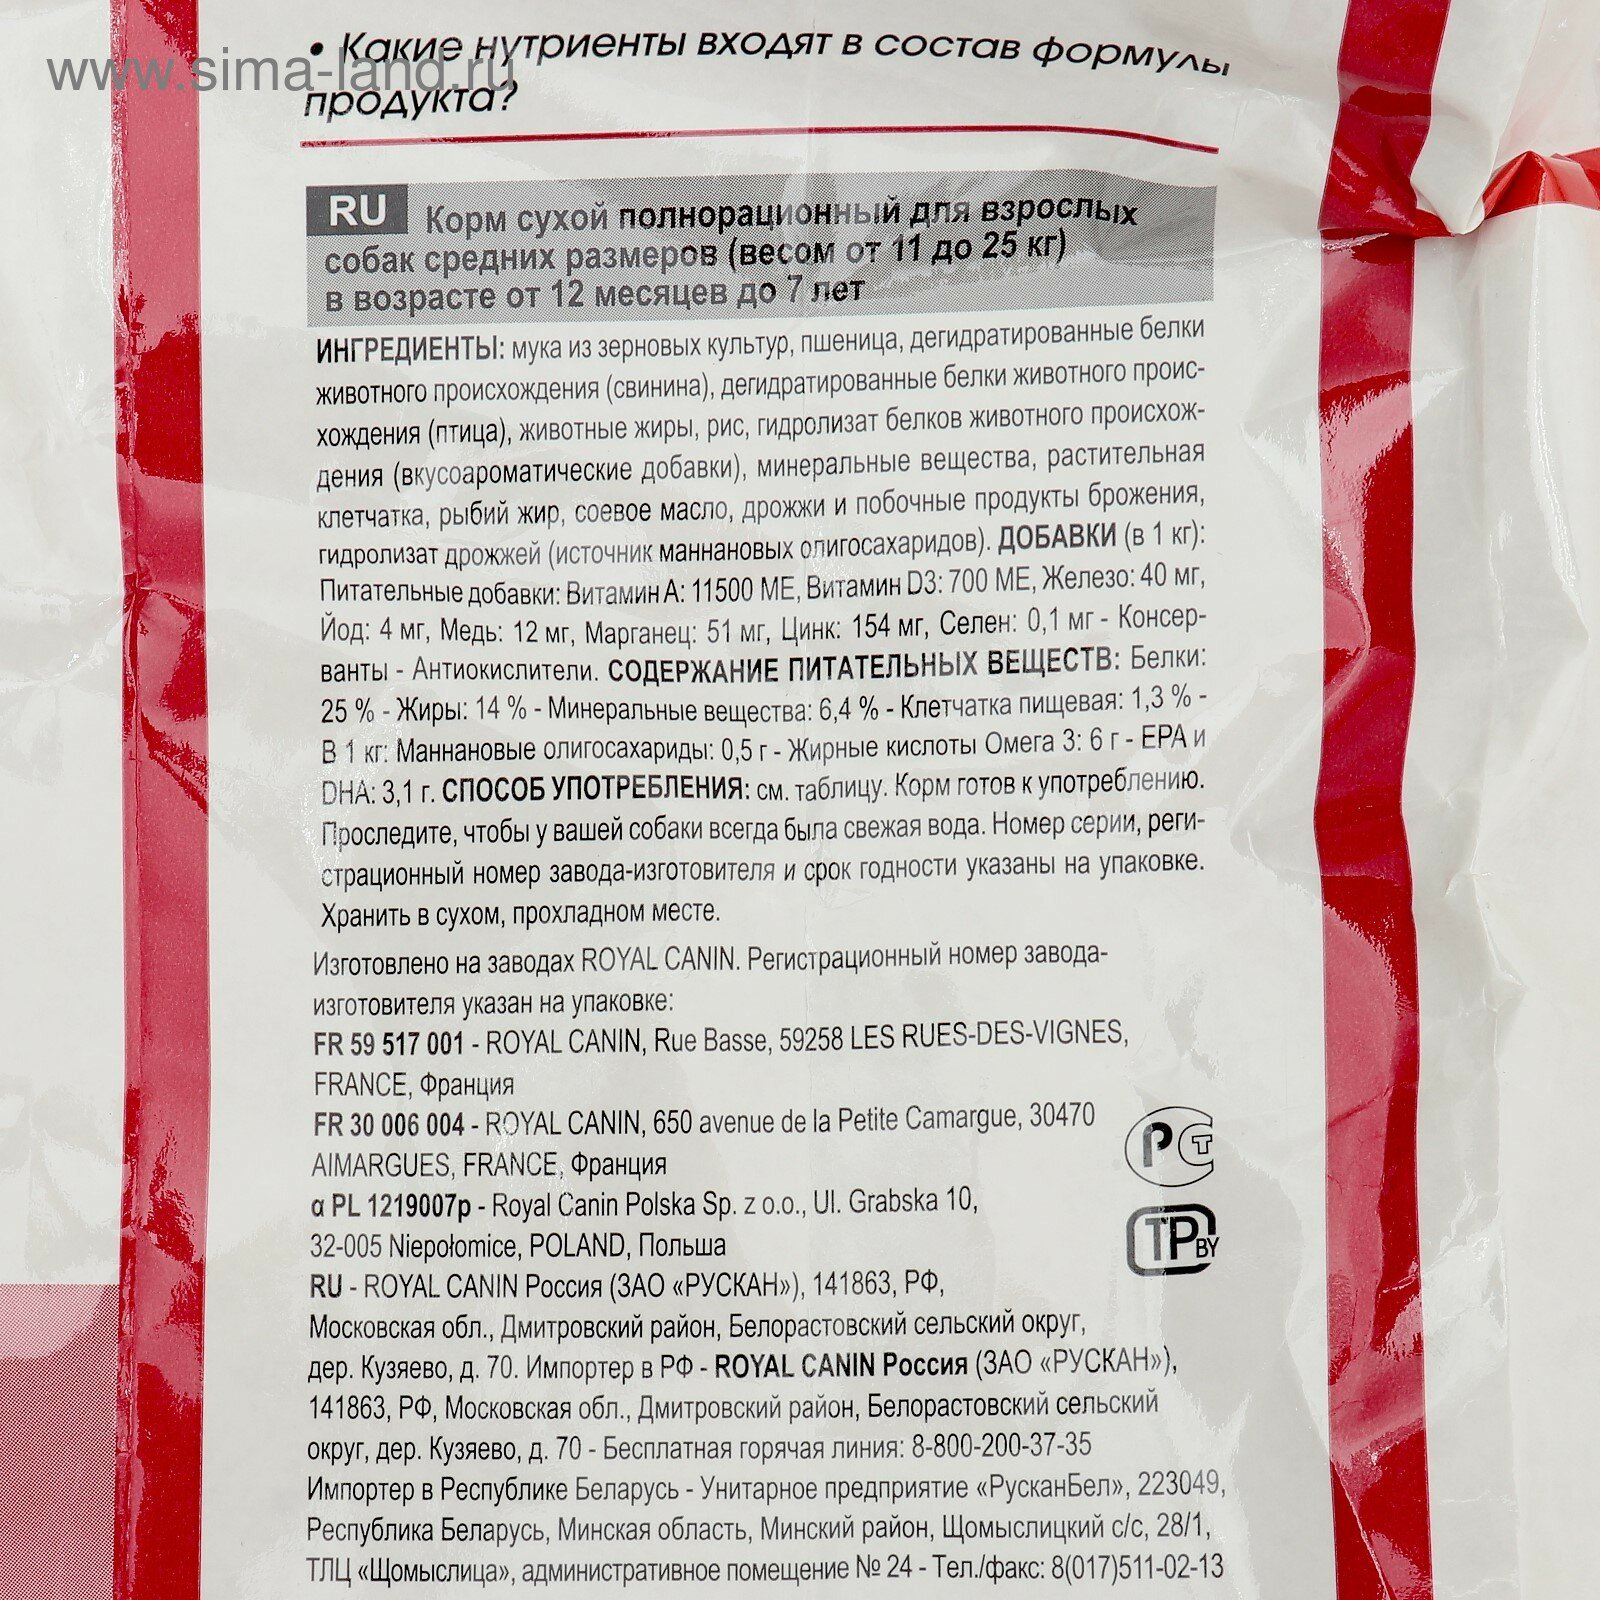 • Какие нутриенты входят в состав формулы
www.sima-land.ru
продукта?
RU Корм сухой полнорационный для взрослых
собак средних размеров (весом от 11 до 25 кг)
в возрасте от 12 месяцев до 7 лет
ИНГРЕДИЕНТЫ: мука из зерновых культур, пшеница, дегидратированные белки
животного происхождения (свинина), дегидратированные белки животного проис-
хождения (птица), животные жиры, рис, гидролизат белков животного происхож-
дения (вкусоароматические добавки), минеральные вещества, растительная
клетчатка, рыбий жир, соевое масло, дрожжи и побочные продукты брожения,
гидролизат дрожжей (источник маннановых олигосахаридов). ДОБАВКИ (в 1 кг):
Питательные добавки: Витамин А: 11500 МЕ, Витамин D3: 700 МЕ, Железо: 40 мг,
Йод: 4 мг, Медь: 12 мг, Марганец: 51 мг, Цинк: 154 мг, Селен: 0,1 мг - Консер-
ванты - Антиокислители. СОДЕРЖАНИЕ ПИТАТЕЛЬНЫХ ВЕЩЕСТВ: Белки:
25 % - Жиры: 14 % - Минеральные вещества: 6,4 % - Клетчатка пищевая: 1,3 % -
В 1 кг: Маннановые олигосахариды: 0,5 г - Жирные кислоты Омега 3: 6 г - EPA и
DHA: 3,1 г. СПОСОБ УПОТРЕБЛЕНИЯ: см. таблицу. Корм готов к употреблению.
Проследите, чтобы у вашей собаки всегда была свежая вода. Номер серии, реги-
страционный номер завода-изготовителя и срок годности указаны на упаковке.
Хранить в сухом, прохладном месте.
Изготовлено на заводах ROYAL CANIN. Регистрационный номер завода-
изготовителя указан на упаковке:
FR 59 517 001 - ROYAL CANIN, Rue Basse, 59258 LES RUES-DES-VIGNES,
FRANCE, Франция
FR 30 006 004 - ROYAL CANIN, 650 avenue de la Petite Camargue, 30470
AIMARGUES, FRANCE, Франция
α PL 1219007p - Royal Canin Polska Sp. z o.o., Ul. Grabska 10,
32-005 Niepołomice, POLAND, Польша
RU - ROYAL CANIN Россия (ЗАО «РУСКАН»), 141863, РФ,
Московская обл., Дмитровский район, Белорастовский сельский округ,
дер. Кузяево, д. 70. Импортер в РФ - ROYAL CANIN Россия (ЗАО «РУСКАН»),
141863, РФ, Московская обл., Дмитровский район, Белорастовский сельский
округ, дер. Кузяево, д. 70 - Бесплатная горячая линия: 8-800-200-37-35
Импортер в Республике Беларусь - Унитарное предприятие «РусканБел», 223049,
Республика Беларусь, Минская область, Минский район, Щомыслицкий с/с, 28/1,
ТЛЦ «Щомыслица», административное помещение № 24 - Тел./факс: 8(017)511-02-13
РСТ
TP BY